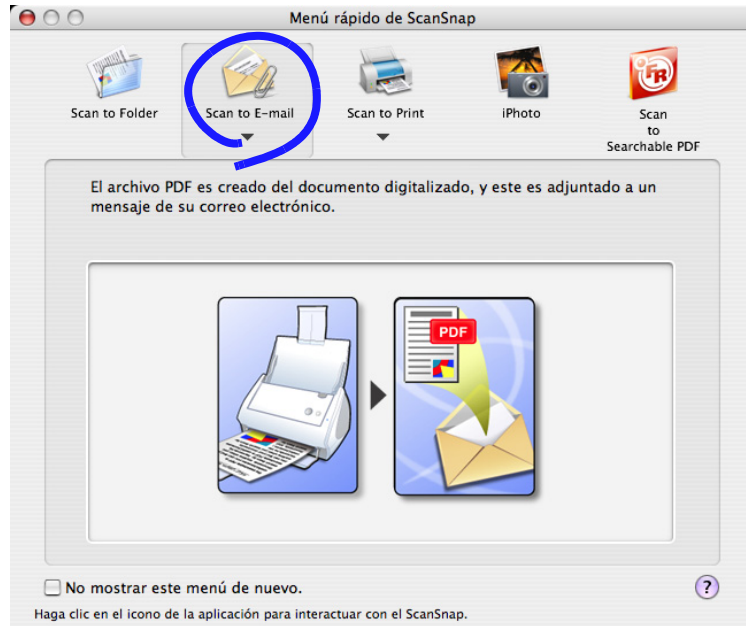 Menú rápido de ScanSnap
Scan to Folder
Scan to E-mail
Scan to Print
iPhoto
Scan
to
Searchable PDF
El archivo PDF es creado del documento digitalizado, y este es adjuntado a un
mensaje de su correo electrónico.
PDF
No mostrar este menú de nuevo.
?
Haga clic en el icono de la aplicación para interactuar con el ScanSnap.